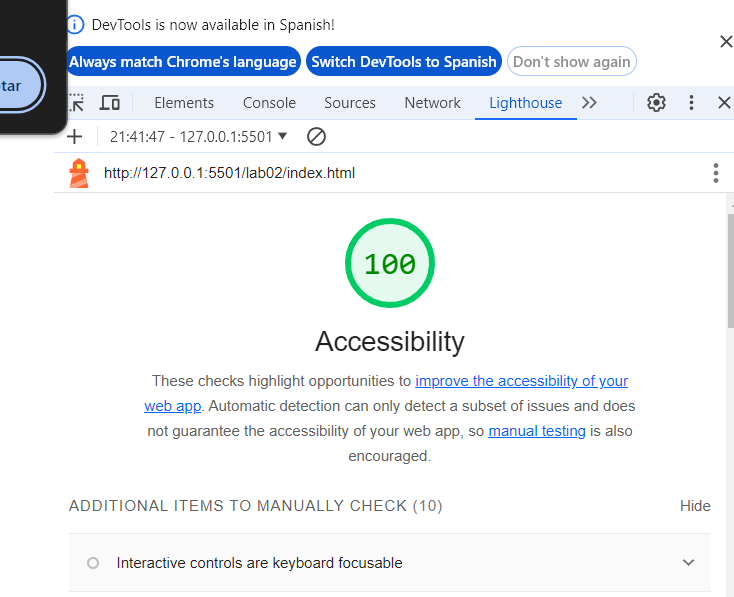 DevTools is now available in Spanish!
Always match Chrome's language Switch DevTools to Spanish Don't show again
tar
Elements Console Sources Network Lighthouse
21:41:47 - 127.0.0.1:5501
http://127.0.0.1:5501/lab02/index.html
100
Accessibility
These checks highlight opportunities to improve the accessibility of your
web app. Automatic detection can only detect a subset of issues and does
not guarantee the accessibility of your web app, so manual testing is also
encouraged.
ADDITIONAL ITEMS TO MANUALLY CHECK (10) Hide
Interactive controls are keyboard focusable